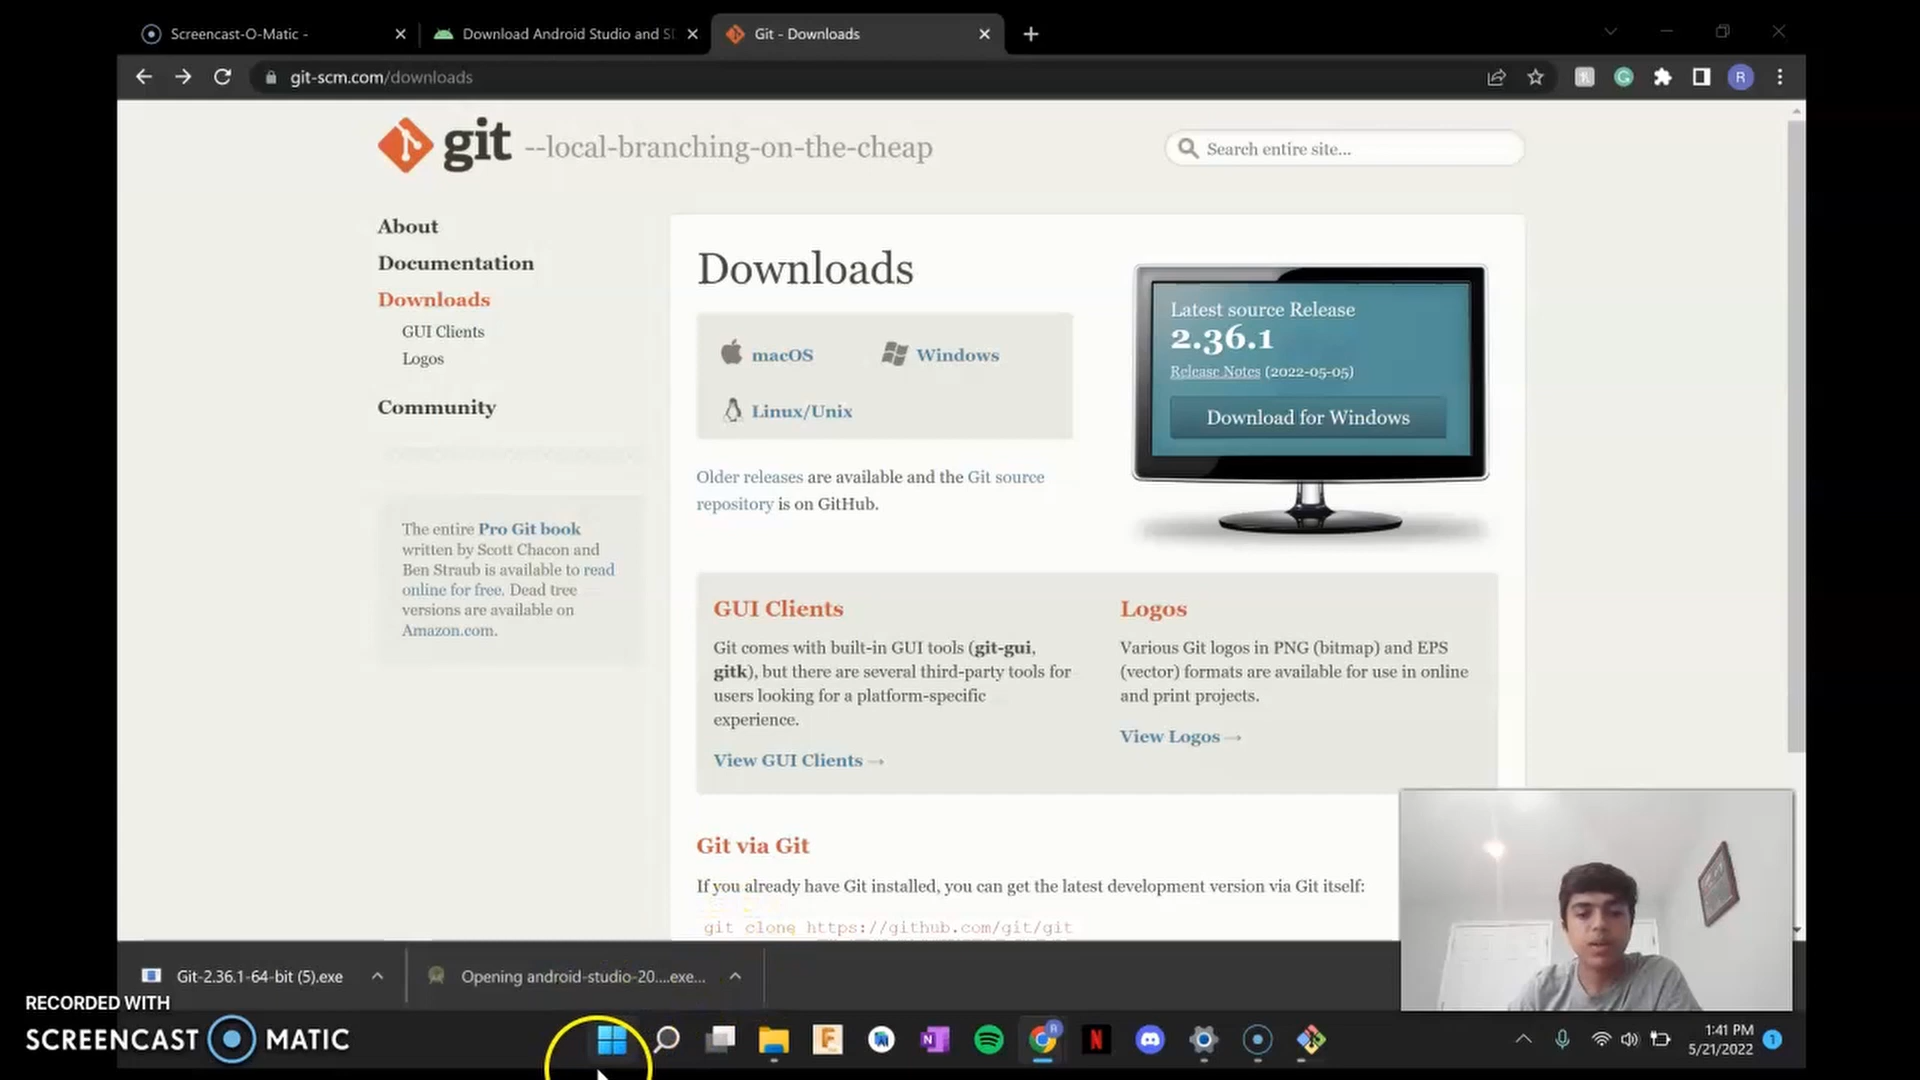 Screencast-O-Matic -
Download Android Studio and S
Git - Downloads
git-scm.com/downloads
R
git --local-branching-on-the-cheap
Search entire site...
About
Documentation
Downloads
GUI Clients
Logos
Community
The entire Pro Git book
written by Scott Chacon and
Ben Straub is available to read
online for free. Dead tree
versions are available on
Amazon.com.
Downloads
macOS
Windows
Linux/Unix
Older releases are available and the Git source
repository is on GitHub.
Latest source Release
2.36.1
Release Notes (2022-05-05)
Download for Windows
GUI Clients
Git comes with built-in GUI tools (git-gui,
gitk), but there are several third-party tools for
users looking for a platform-specific
experience.
View GUI Clients →
Logos
Various Git logos in PNG (bitmap) and EPS
(vector) formats are available for use in online
and print projects.
View Logos →
Git via Git
If you already have Git installed, you can get the latest development version via Git itself:
git clone https://github.com/git/git
Git-2.36.1-64-bit (5).exe
Opening android-studio-20....exe...
RECORDED WITH
SCREENCAST MATIC
1:41 PM
5/21/2022
1